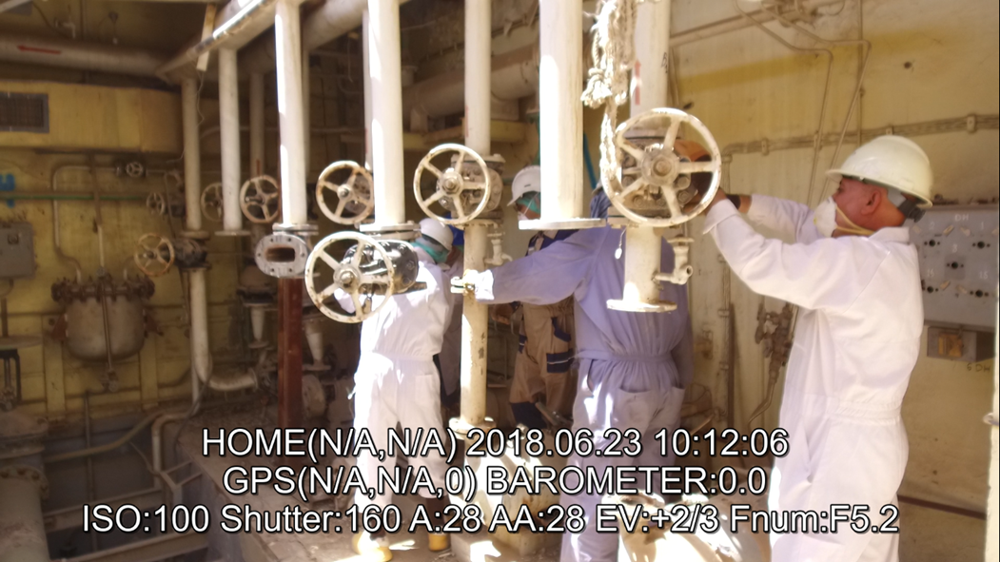 HOME(N/A,N/A) 2018.06.23 10:12:06
GPS(N/A,N/A,0) BAROMETER:0.0
ISO:100 Shutter:160 A:28 AA:28 EV:+2/3 Fnum:F5.2